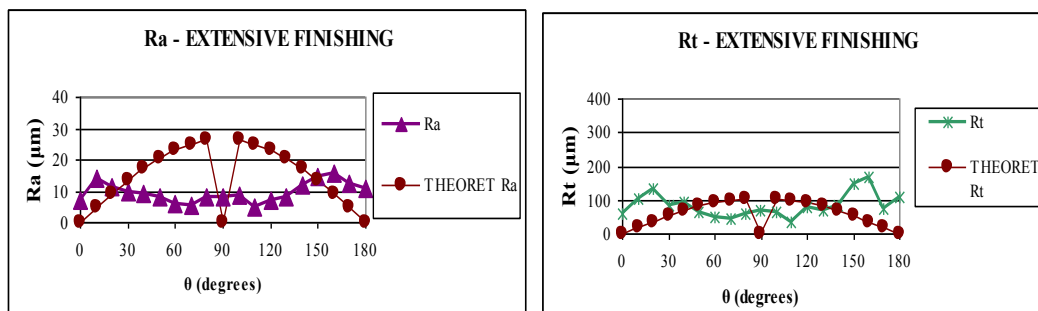 Ra - EXTENSIVE FINISHING
40
30
20
10
0
Ra (µm)
0 30 60 90 120 150 180
θ (degrees)
Ra
THEORET Ra
Rt - EXTENSIVE FINISHING
400
300
200
100
0
Rt (µm)
0 30 60 90 120 150 180
θ (degrees)
Rt
THEORET
Rt